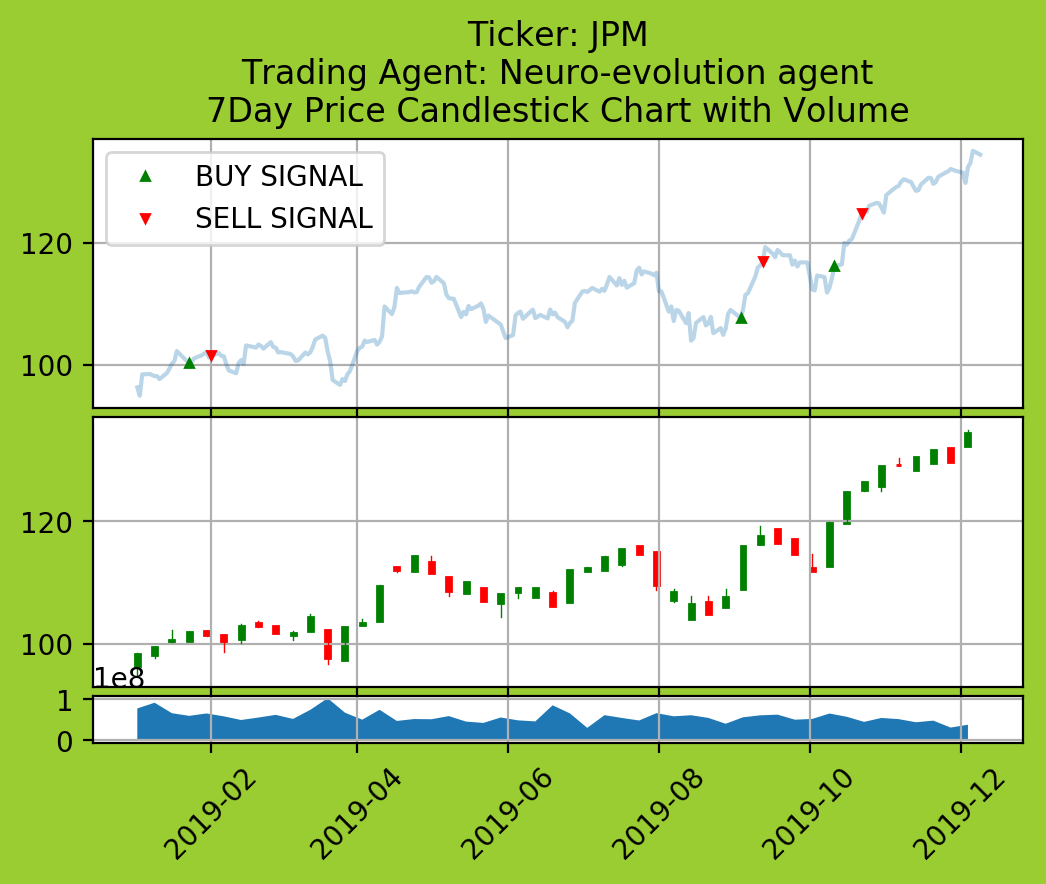 Ticker: JPM
Trading Agent: Neuro-evolution agent
7Day Price Candlestick Chart with Volume
BUY SIGNAL
SELL SIGNAL
120
100
120
100
1e8
1
0
2019-02
2019-04
2019-06
2019-08
2019-10
2019-12